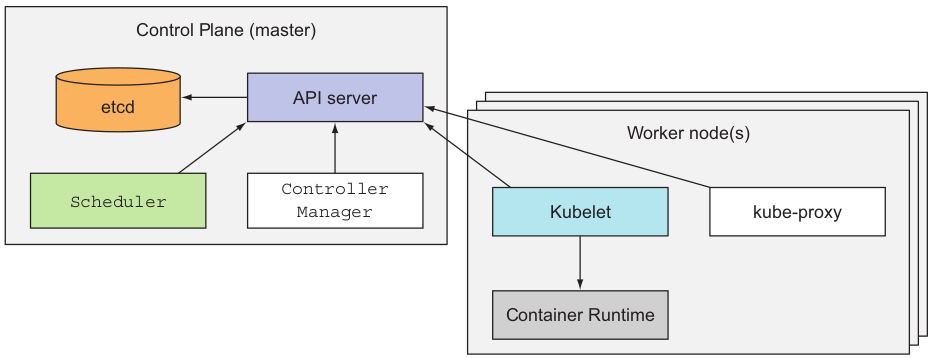 Control Plane (master)
etcd
API server
Scheduler
Controller
Manager
Worker node(s)
Kubelet
kube-proxy
Container Runtime